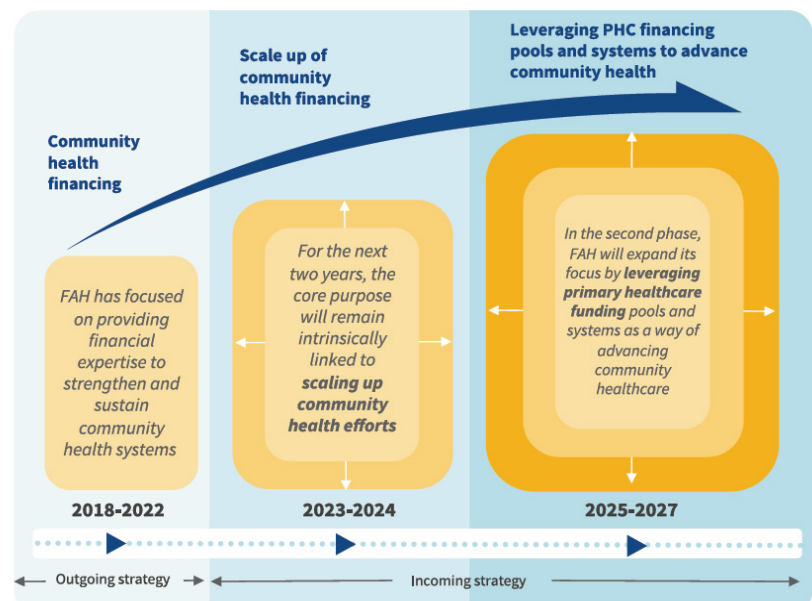 Community
health
financing
Scale up of
community
health financing
Leveraging PHC financing
pools and systems to advance
community health
FAH has focused
on providing
financial
expertise to
strengthen and
sustain
community
health systems
For the next
two years, the
core purpose
will remain
intrinsically
linked to
scaling up
community
health efforts
In the second phase,
FAH will expand its
focus by leveraging
primary healthcare
funding pools and
systems as a way of
advancing
community
healthcare
2018-2022
2023-2024
2025-2027
Outgoing strategy
Incoming strategy